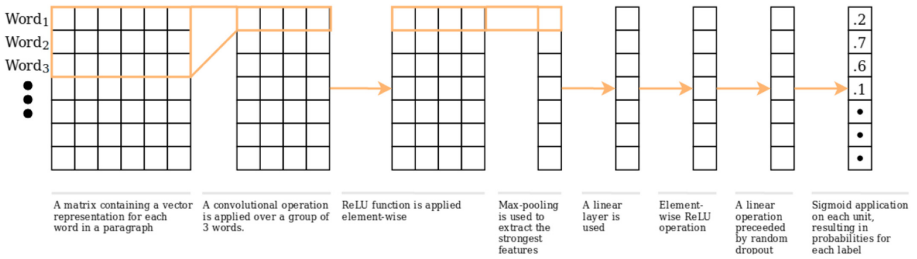 Word1
Word2
Word3
.2
.7
.6
.1
A matrix containing a vector
representation for each
word in a paragraph
A convolutional operation
is applied over a group of
3 words.
ReLU function is applied
element-wise
Max-pooling
is used to
extract the
strongest
features
A linear
layer is
used
Element-
wise ReLU
operation
A linear
operation
preceeded
by random
dropout
Sigmoid application
on each unit,
resulting in
probabilities for
each label